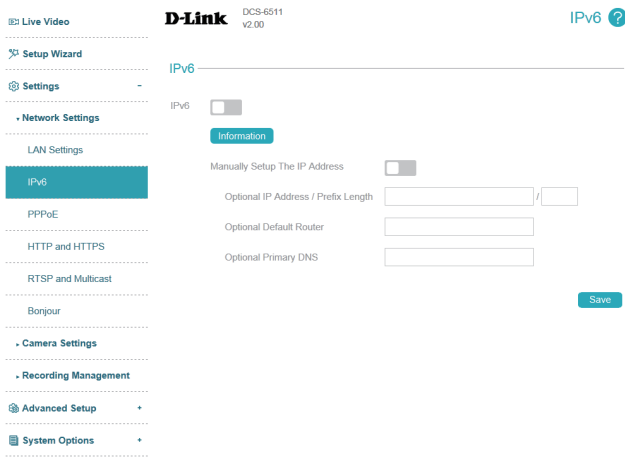 Live Video
Setup Wizard
Settings -
Network Settings
LAN Settings
IPv6
PPPoE
HTTP and HTTPS
RTSP and Multicast
Bonjour
Camera Settings
Recording Management
Advanced Setup +
System Options +
D-Link
DCS-6511
v2.00
IPv6 ?
IPv6
IPv6
Information
Manually Setup The IP Address
Optional IP Address / Prefix Length /
Optional Default Router
Optional Primary DNS
Save